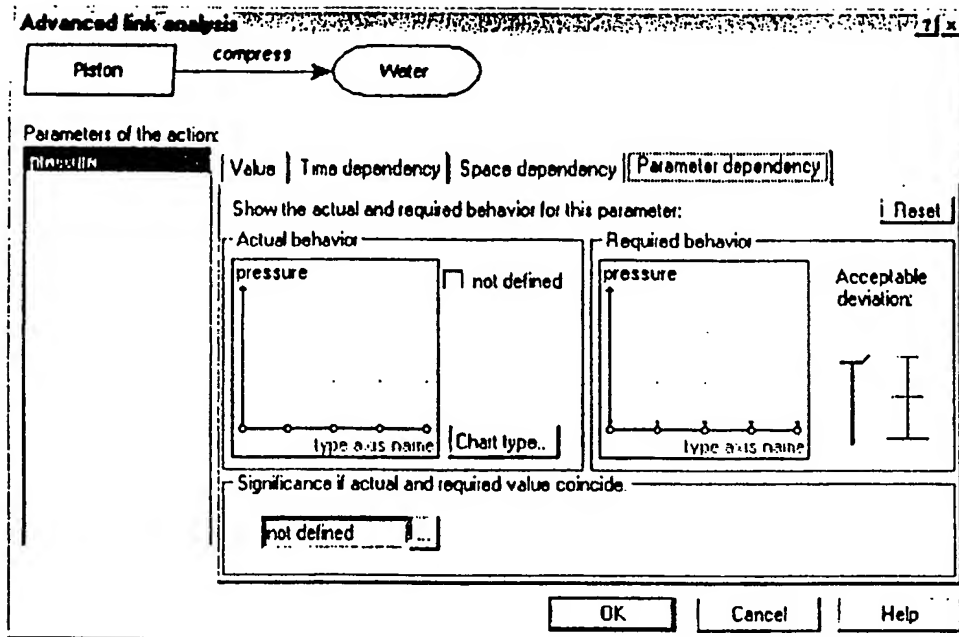 Advanced link analysis
? x
Piston
compress
Water
Parameters of the action:
pressure
Value
Time dependency
Space dependency
Parameter dependency
Show the actual and required behavior for this parameter:
Reset
Actual behavior
pressure
not defined
type axis name
Chart type..
Required behavior
pressure
Acceptable
deviation:
type axis name
Significance if actual and required value coincide.
not defined
...
OK
Cancel
Help